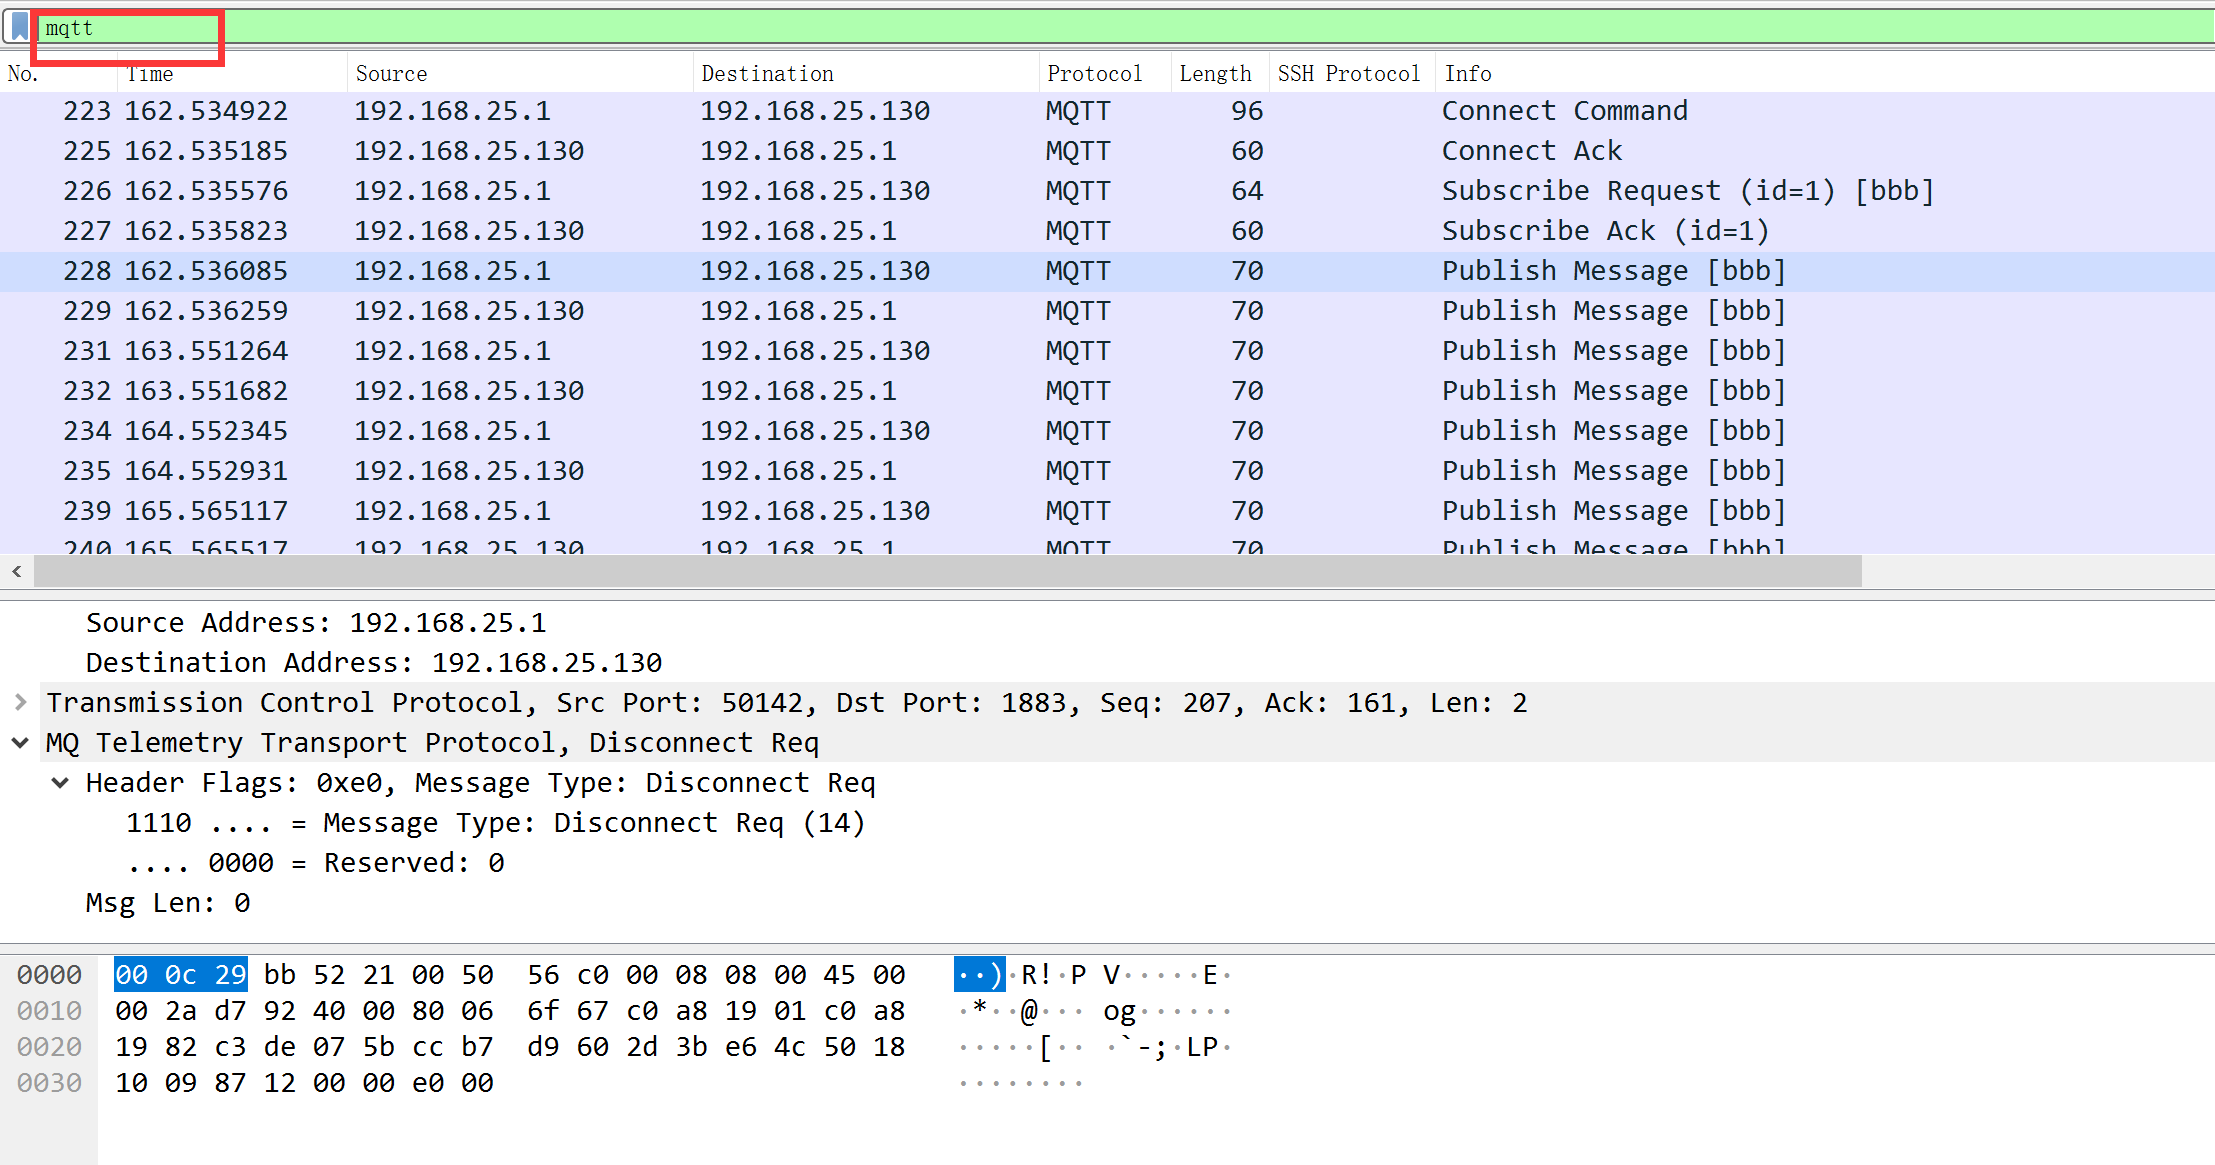 mqtt
No. Time Source Destination Protocol Length SSH Protocol Info
223 162.534922 192.168.25.1 192.168.25.130 MQTT 96 Connect Command
225 162.535185 192.168.25.130 192.168.25.1 MQTT 60 Connect Ack
226 162.535576 192.168.25.1 192.168.25.130 MQTT 64 Subscribe Request (id=1) [bbb]
227 162.535823 192.168.25.130 192.168.25.1 MQTT 60 Subscribe Ack (id=1)
228 162.536085 192.168.25.1 192.168.25.130 MQTT 70 Publish Message [bbb]
229 162.536259 192.168.25.130 192.168.25.1 MQTT 70 Publish Message [bbb]
231 163.551264 192.168.25.1 192.168.25.130 MQTT 70 Publish Message [bbb]
232 163.551682 192.168.25.130 192.168.25.1 MQTT 70 Publish Message [bbb]
234 164.552345 192.168.25.1 192.168.25.130 MQTT 70 Publish Message [bbb]
235 164.552931 192.168.25.130 192.168.25.1 MQTT 70 Publish Message [bbb]
239 165.565117 192.168.25.1 192.168.25.130 MQTT 70 Publish Message [bbb]
240 165.565517 192.168.25.130 192.168.25.1 MQTT 70 Publish Message [bbb]
Source Address: 192.168.25.1
Destination Address: 192.168.25.130
Transmission Control Protocol, Src Port: 50142, Dst Port: 1883, Seq: 207, Ack: 161, Len: 2
MQ Telemetry Transport Protocol, Disconnect Req
Header Flags: 0xe0, Message Type: Disconnect Req
1110 .... = Message Type: Disconnect Req (14)
.... 0000 = Reserved: 0
Msg Len: 0
0000 00 0c 29 bb 52 21 00 50 56 c0 00 08 08 00 45 00 ··)·R!·P V·····E·
0010 00 2a d7 92 40 00 80 06 6f 67 c0 a8 19 01 c0 a8 ·*··@··· og······
0020 19 82 c3 de 07 5b cc b7 d9 60 2d 3b e6 4c 50 18 ·····[·· ·`-;·LP·
0030 10 09 87 12 00 00 e0 00 ········